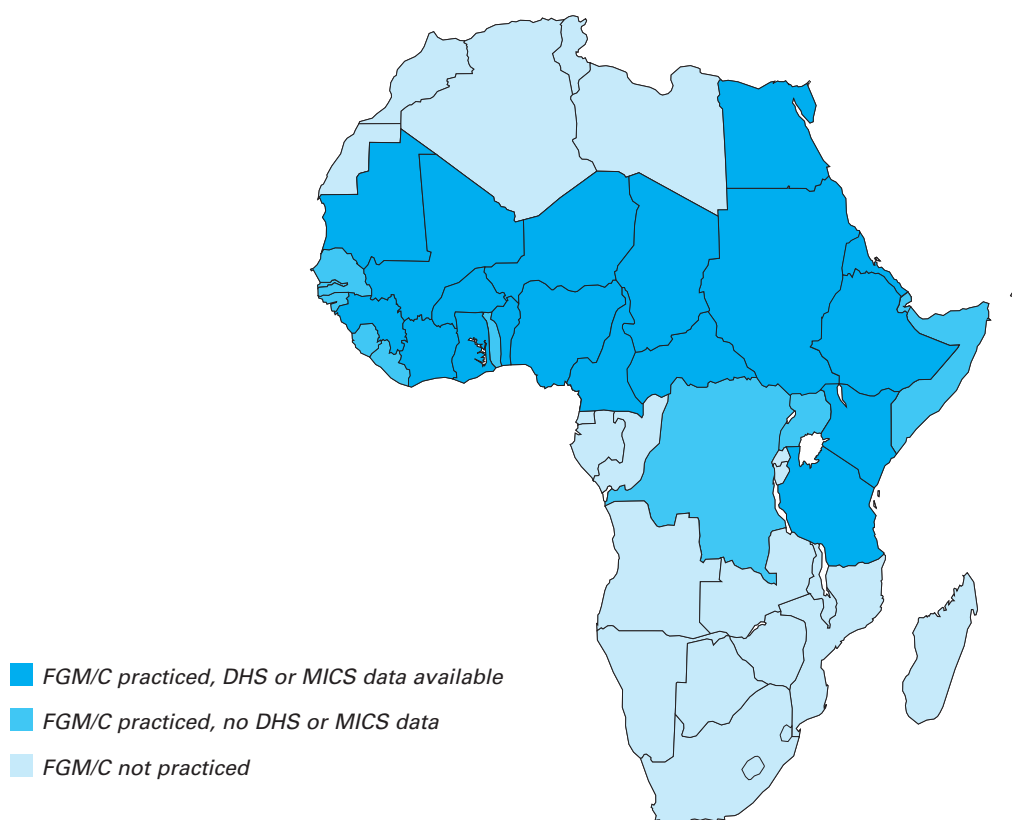 FGM/C practiced, DHS or MICS data available
FGM/C practiced, no DHS or MICS data
FGM/C not practiced